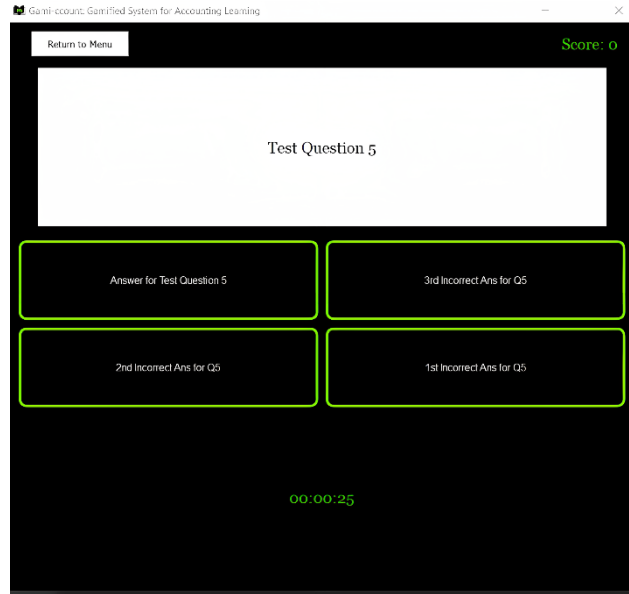 Gami-ccount: Gamified System for Accounting Learning
Return to Menu
Score: 0
Test Question 5
Answer for Test Question 5
3rd Incorrect Ans for Q5
2nd Incorrect Ans for Q5
1st Incorrect Ans for Q5
00:00:25